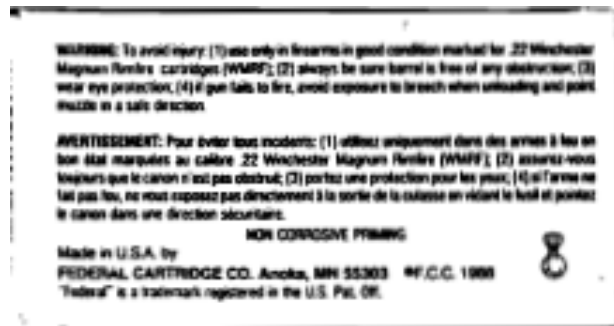 WARNING: To avoid injury: (1) use only in firearms in good condition marked for .22 Winchester
Magnum Rimfire cartridges (WMRF); (2) always be sure barrel is free of any obstruction; (3)
wear eye protection; (4) if gun fails to fire, avoid exposure to breech when unloading and point
muzzle in a safe direction
AVERTISSEMENT: Pour éviter tous incidents: (1) utilisez uniquement dans des armes à feu en
bon état marquées au calibre .22 Winchester Magnum Rimfire (WMRF); (2) assurez-vous
toujours que le canon n'est pas obstrué; (3) portez une protection pour les yeux; (4) si l'arme ne
fait pas feu, ne vous exposez pas directement à la sortie de la culasse en vidant le fusil et pointez
le canon dans une direction sécuritaire.
NON CORROSIVE PRIMING
Made in U.S.A. by
FEDERAL CARTRIDGE CO. Anoka, MN 55303 ©F.C.C. 1988
"Federal" is a trademark registered in the U.S. Pat. Off.